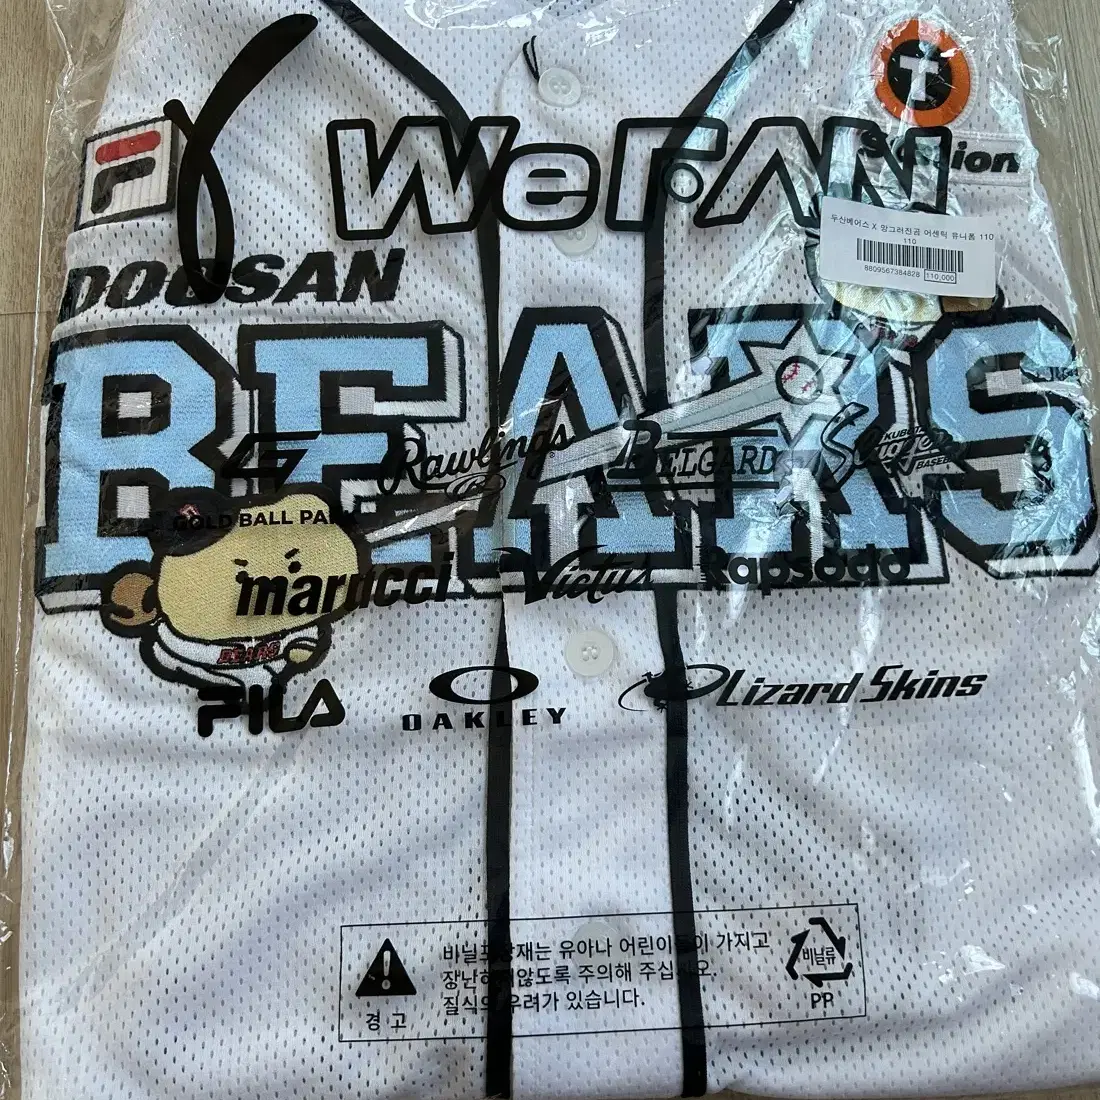 WeFAN
T
DOOSAN
BEARS
두산베어스 X 망그러진곰 어센틱 유니폼 110
110
8809567384828 110,000
Rawlings
BELGARD
GOLD BALL PARK
marucci
Victus
Rapsodo
BEARS
FILA
OAKLEY
Lizard Skins
경고
비닐포장재는 유아나 어린이들이 가지고
장난하지않도록 주의해 주십시오.
질식의 우려가 있습니다.
비닐류
PP